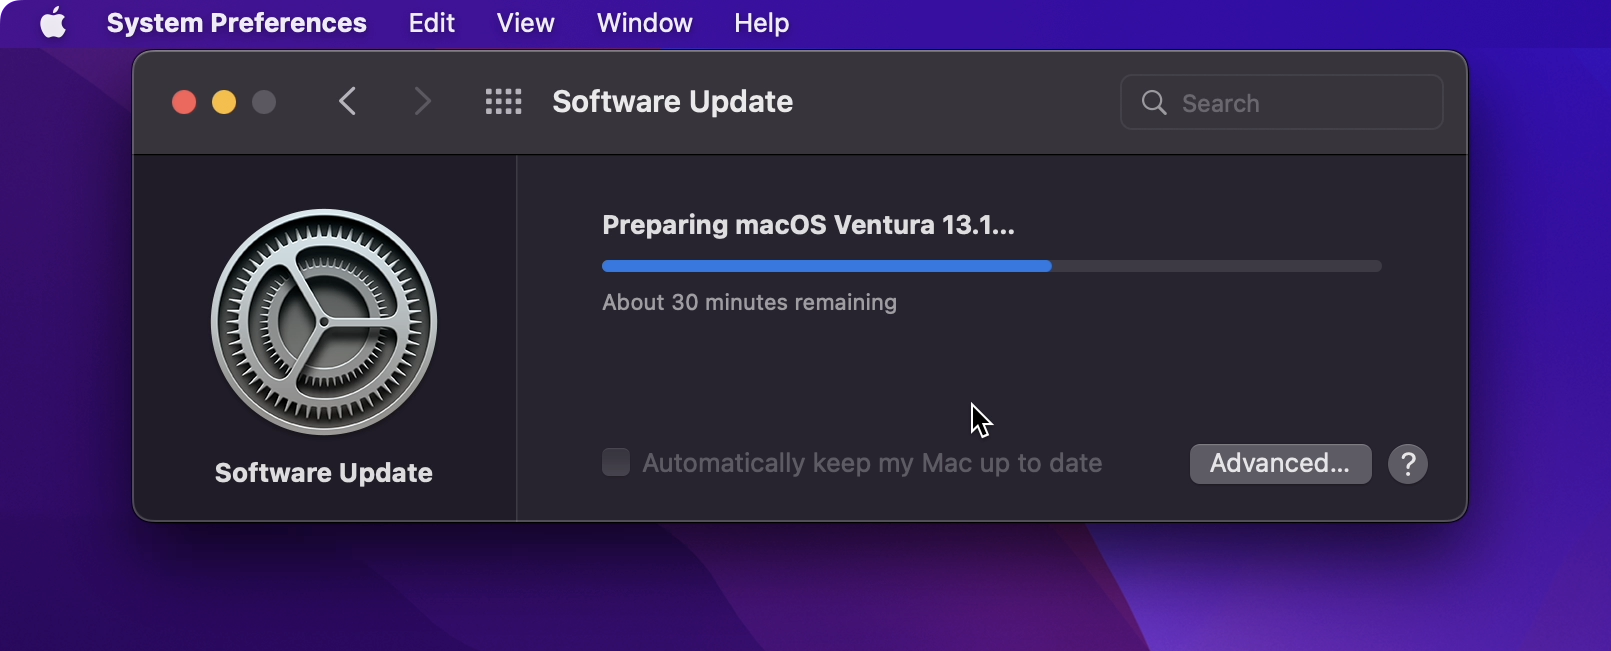 System Preferences Edit View Window Help
Software Update
Search
Preparing macOS Ventura 13.1...
About 30 minutes remaining
Automatically keep my Mac up to date
Advanced...
?
Software Update